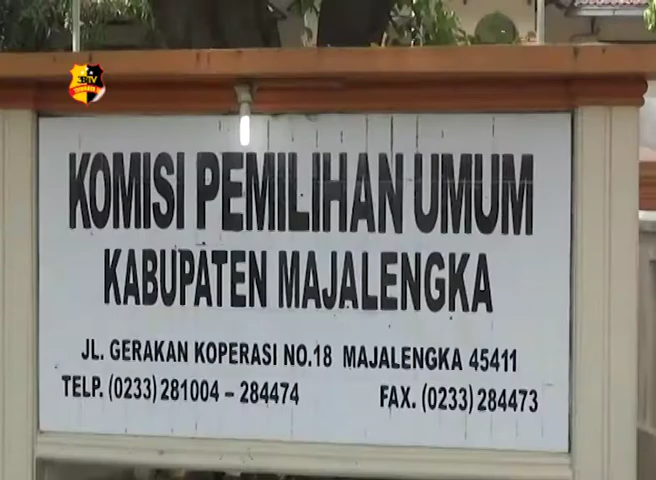 KOMISI PEMILIHAN UMUM
KABUPATEN MAJALENGKA
JL. GERAKAN KOPERASI NO.18 MAJALENGKA 45411
TELP. (0233) 281004 - 284474 FAX. (0233) 284473